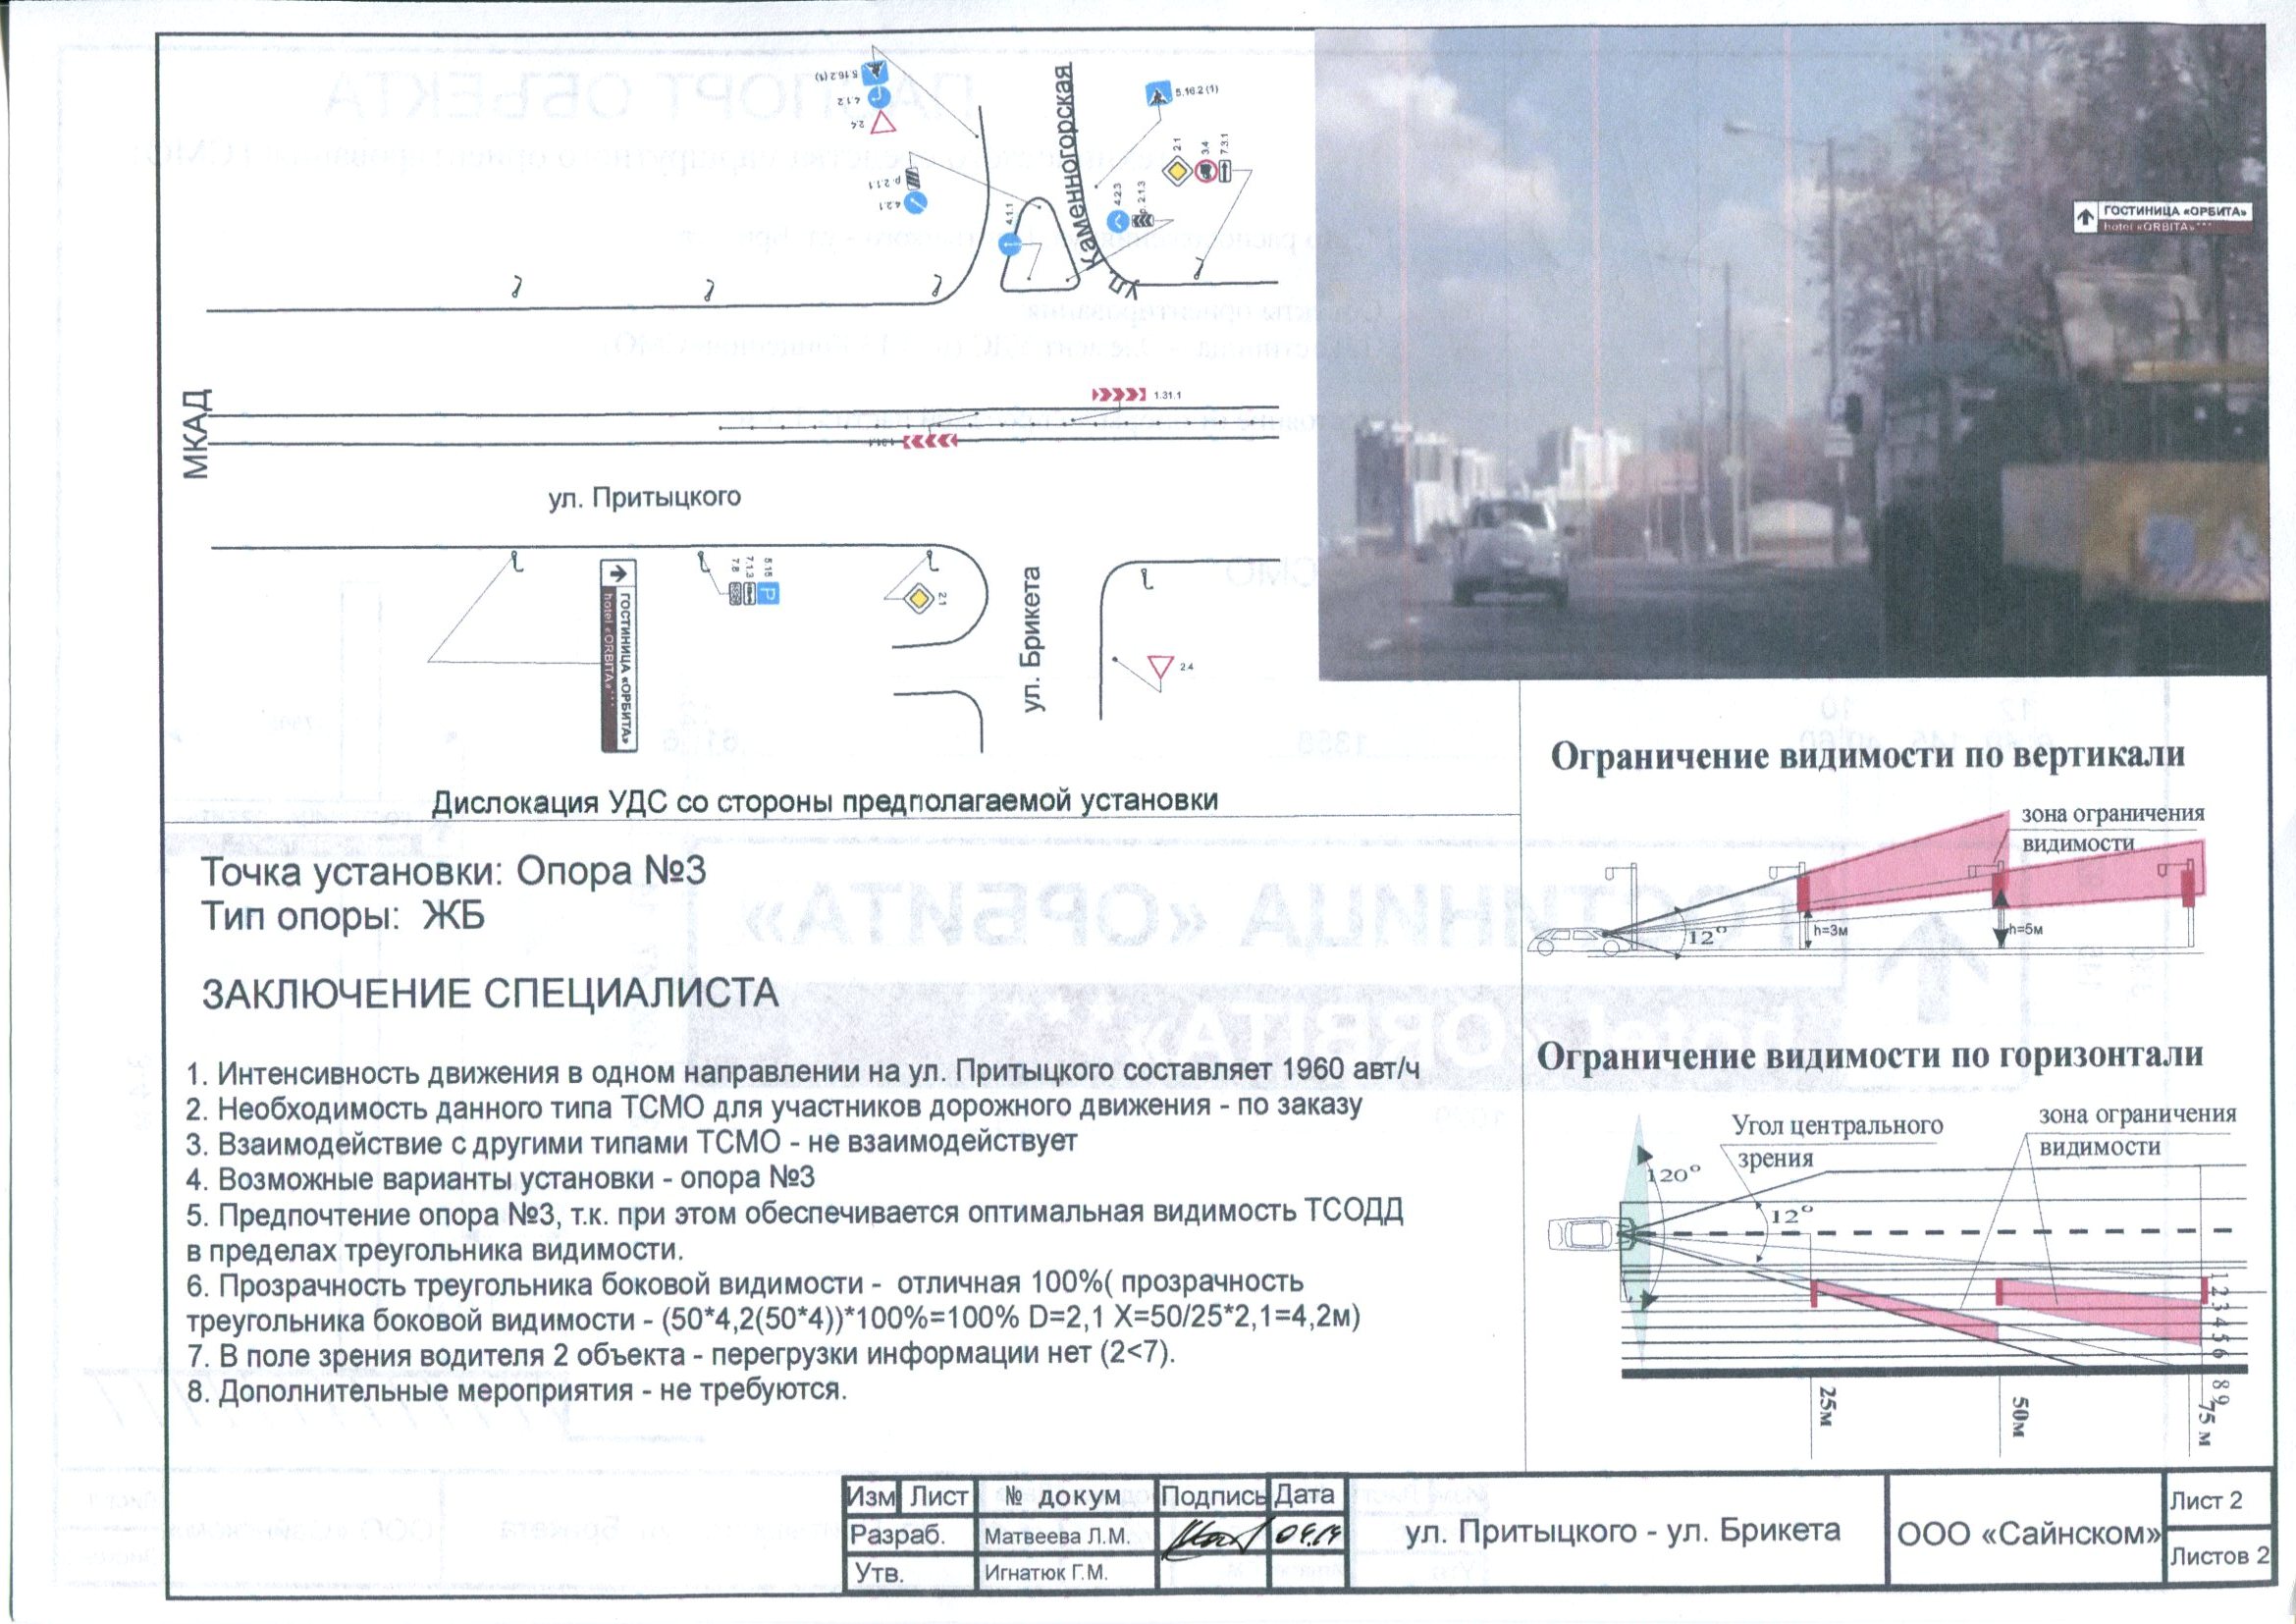 5.16.2 (1)
4.1.2
2.4
р. 2.1.1
4.2.1
4.1.1
ул. Каменногорская
5.16.2 (1)
2.1
3.4
7.3.1
4.2.3
р. 2.1.3
ГОСТИНИЦА «ОРБИТА»
hotel «ORBITA»***
МКАД
1.31.1
1.31.1
ул. Притыцкого
ГОСТИНИЦА «ОРБИТА»
hotel «ORBITA»***
7.8
7.1.3
5.15
P
2.1
ул. Брикета
2.4
Дислокация УДС со стороны предполагаемой установки
Точка установки: Опора №3
Тип опоры: ЖБ
ЗАКЛЮЧЕНИЕ СПЕЦИАЛИСТА
1. Интенсивность движения в одном направлении на ул. Притыцкого составляет 1960 авт/ч
2. Необходимость данного типа ТСМО для участников дорожного движения - по заказу
3. Взаимодействие с другими типами ТСМО - не взаимодействует
4. Возможные варианты установки - опора №3
5. Предпочтение опора №3, т.к. при этом обеспечивается оптимальная видимость ТСОДД
в пределах треугольника видимости.
6. Прозрачность треугольника боковой видимости - отличная 100%( прозрачность
треугольника боковой видимости - (50*4,2(50*4))*100%=100% D=2,1 X=50/25*2,1=4,2м)
7. В поле зрения водителя 2 объекта - перегрузки информации нет (2<7).
8. Дополнительные мероприятия - не требуются.
Ограничение видимости по вертикали
зона ограничения
видимости
12°
h=3м
h=5м
Ограничение видимости по горизонтали
Угол центрального
зрения
зона ограничения
видимости
120°
12°
1 2 3 4 5 6 8 9
25м
50м
75 м
Изм Лист № докум Подпись Дата
Разраб. Матвеева Л.М. 04.14
Утв. Игнатюк Г.М.
ул. Притыцкого - ул. Брикета
ООО «Сайнском»
Лист 2
Листов 2